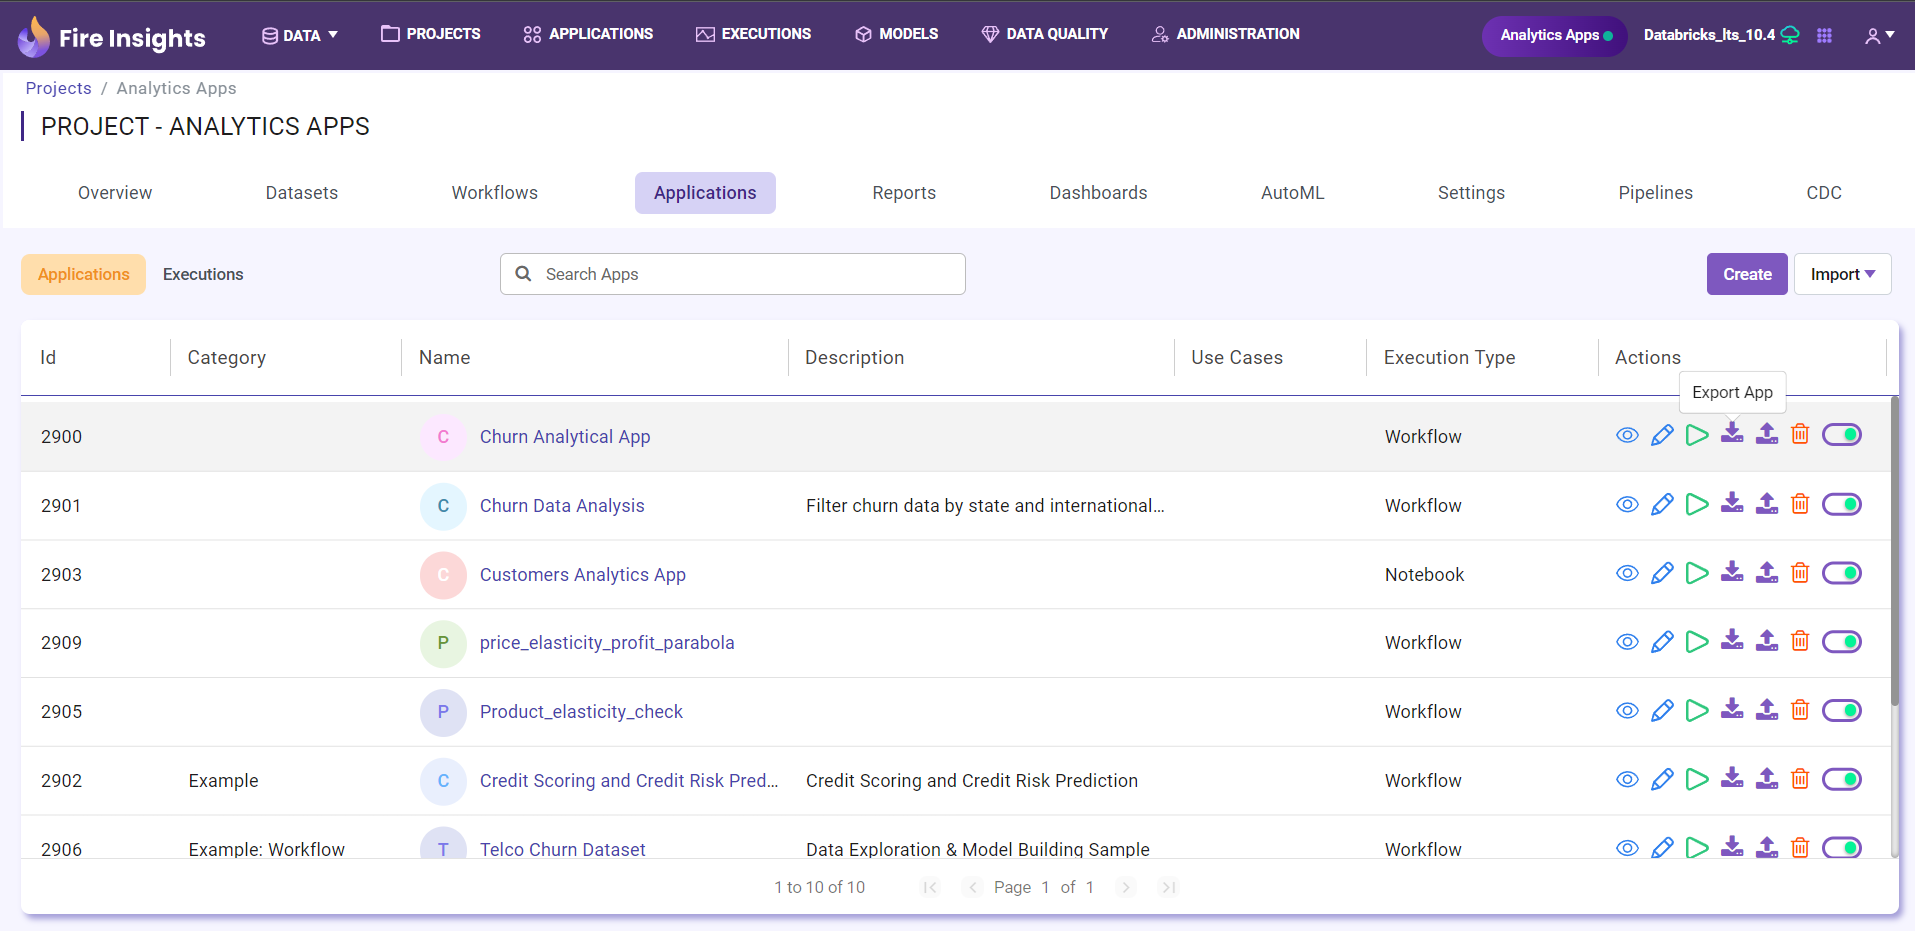 Fire Insights DATA PROJECTS APPLICATIONS EXECUTIONS MODELS DATA QUALITY ADMINISTRATION Analytics Apps Databricks_lts_10.4
Projects / Analytics Apps
PROJECT - ANALYTICS APPS
Overview Datasets Workflows Applications Reports Dashboards AutoML Settings Pipelines CDC
Applications Executions Search Apps Create Import
Id Category Name Description Use Cases Execution Type Actions
Export App
2900 C Churn Analytical App Workflow
2901 C Churn Data Analysis Filter churn data by state and international... Workflow
2903 C Customers Analytics App Notebook
2909 P price_elasticity_profit_parabola Workflow
2905 P Product_elasticity_check Workflow
2902 Example C Credit Scoring and Credit Risk Pred... Credit Scoring and Credit Risk Prediction Workflow
2906 Example: Workflow T Telco Churn Dataset Data Exploration & Model Building Sample Workflow
1 to 10 of 10 Page 1 of 1